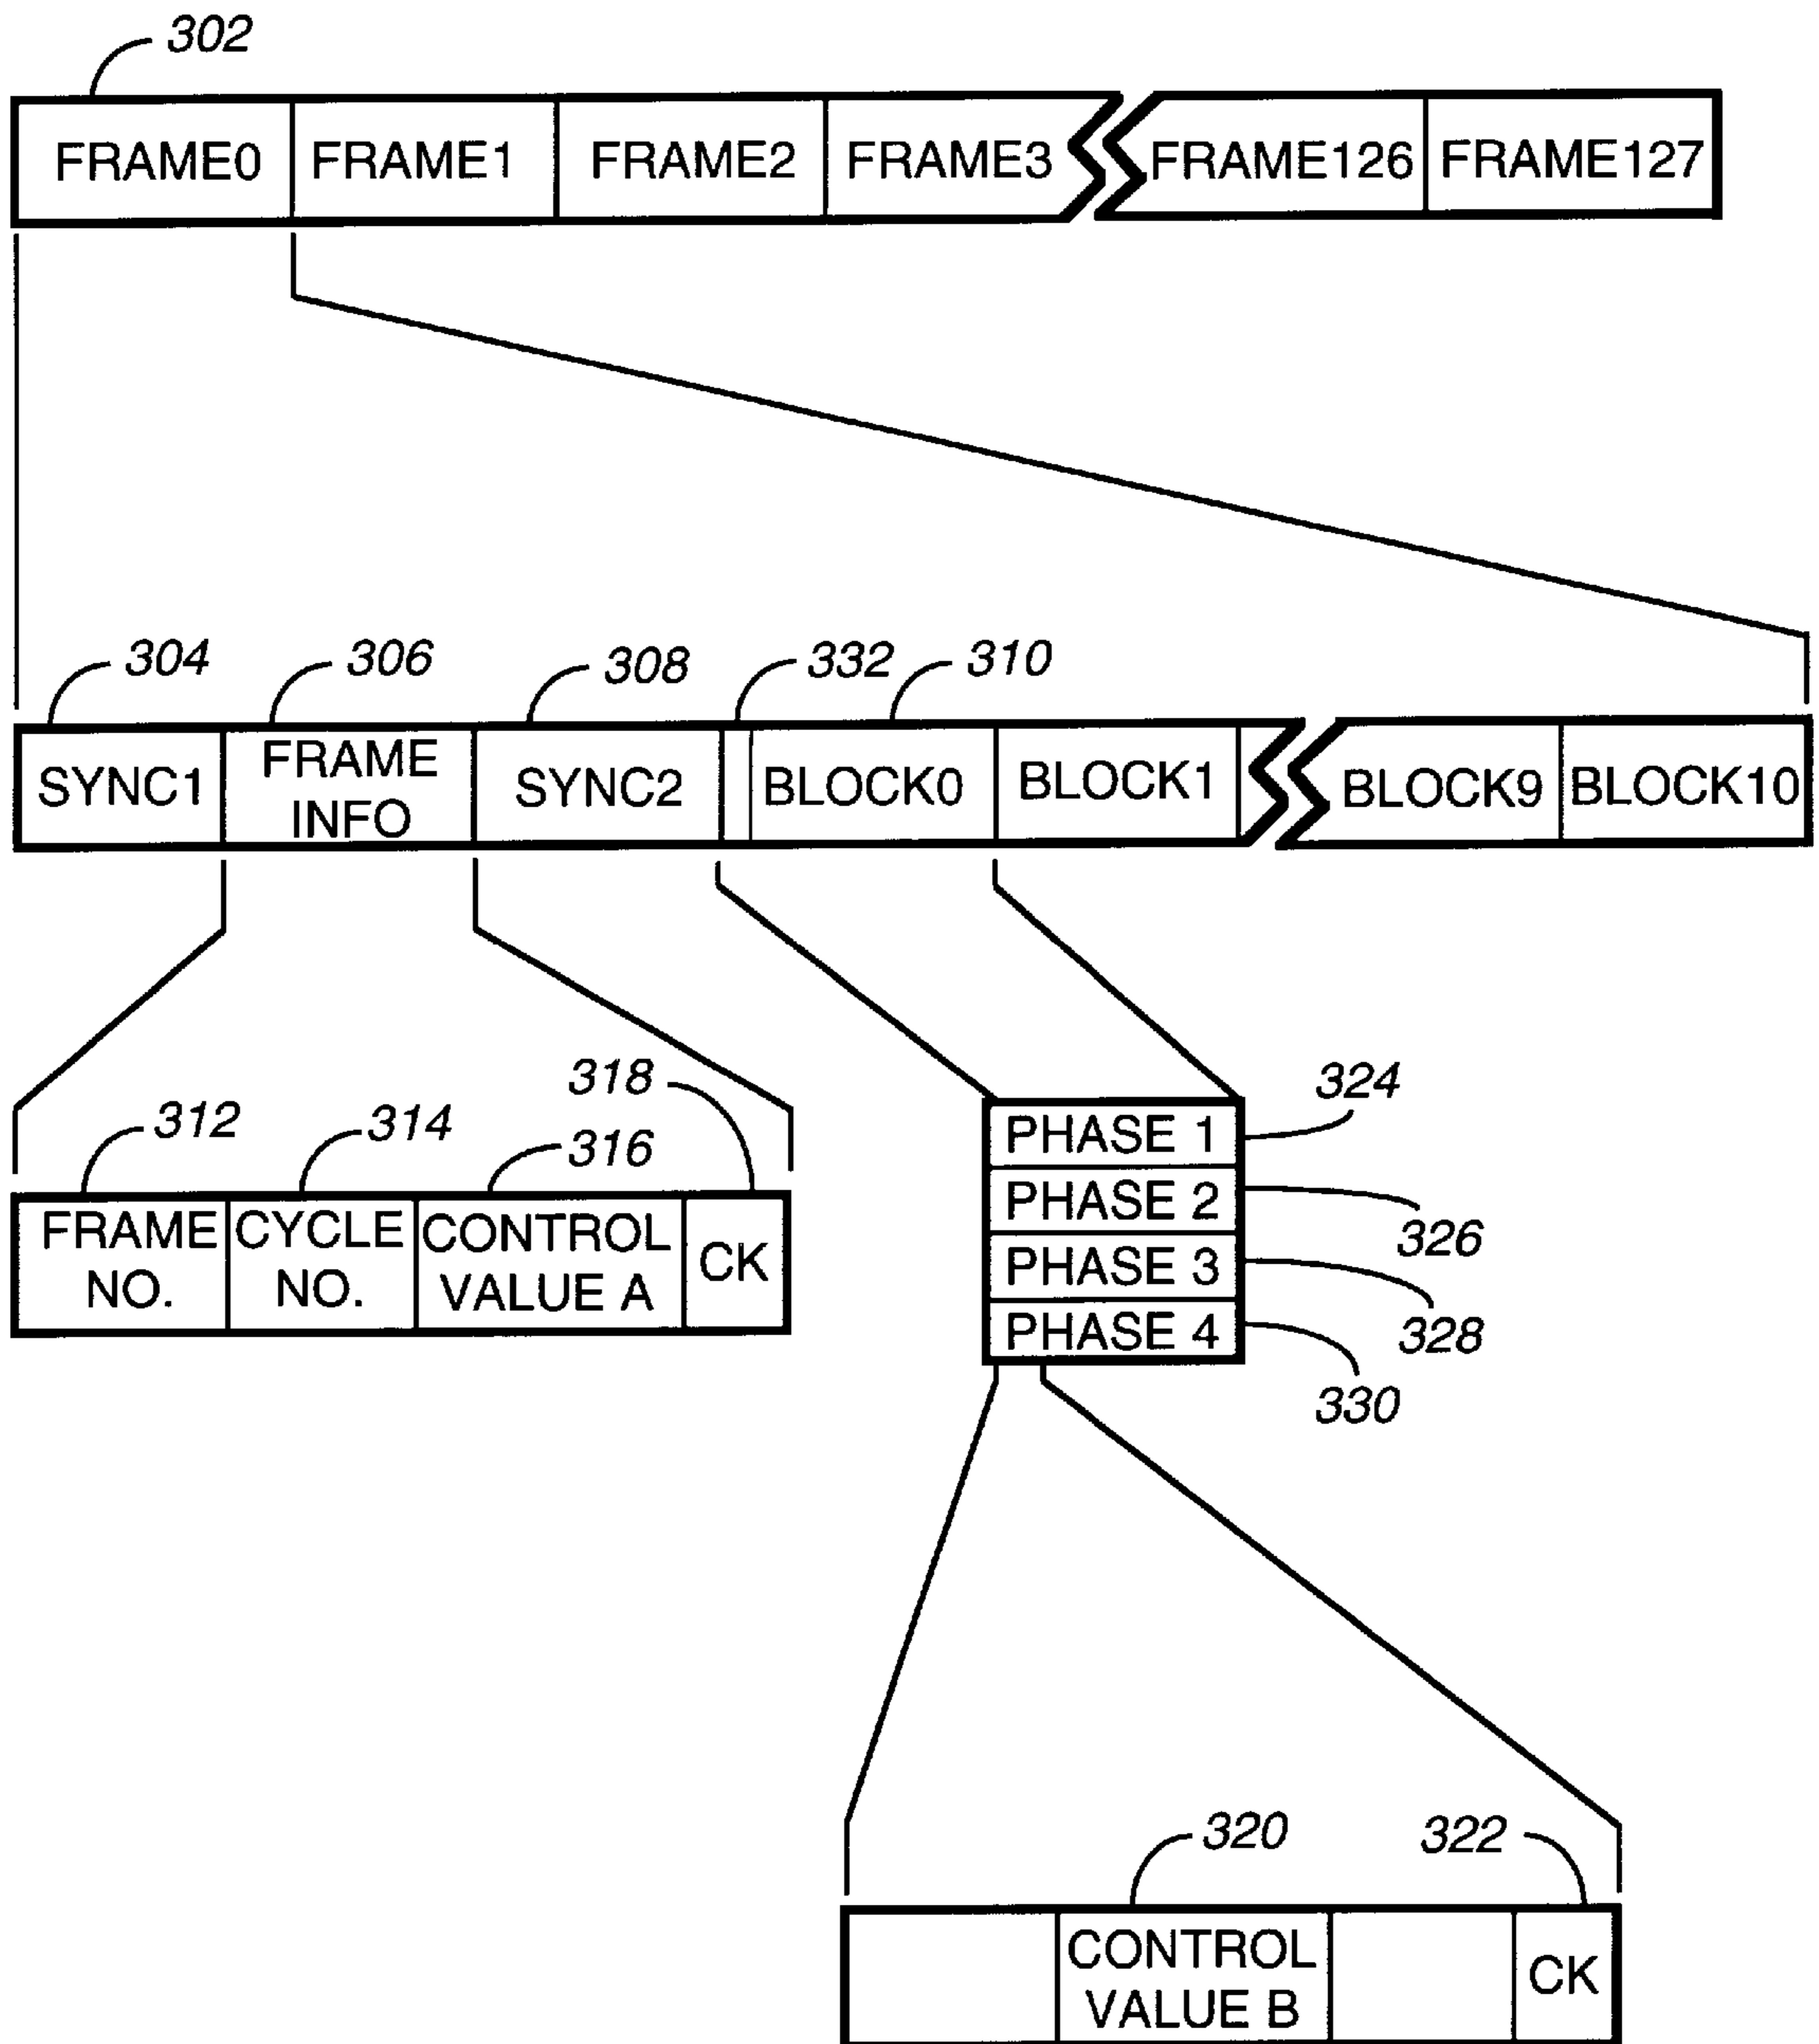 302
FRAME0 FRAME1 FRAME2 FRAME3 FRAME126 FRAME127
304 306 308 332 310
SYNC1 FRAME INFO SYNC2 BLOCK0 BLOCK1 BLOCK9 BLOCK10
312 314 316 318
FRAME NO. CYCLE NO. CONTROL VALUE A CK
PHASE 1 324
PHASE 2 326
PHASE 3 328
PHASE 4 330
320 322
CONTROL VALUE B CK